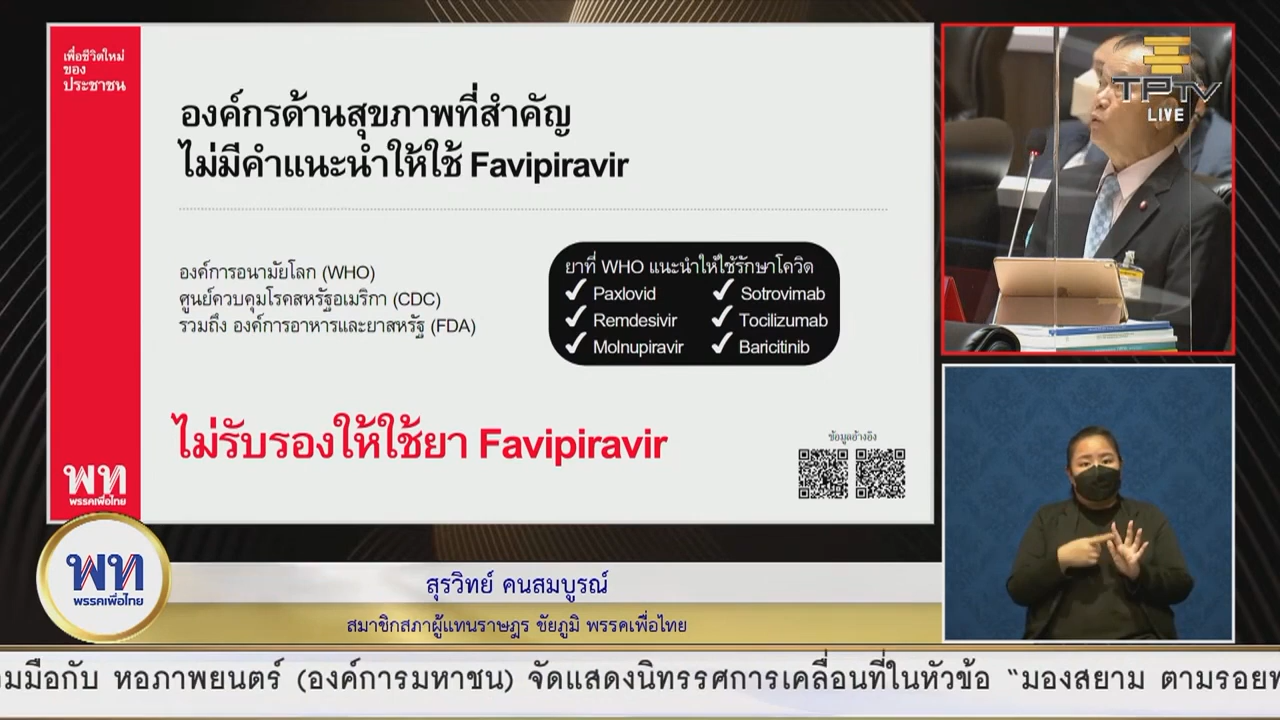 เพื่อชีวิตใหม่
ของ
ประชาชน
องค์กรด้านสุขภาพที่สำคัญ
ไม่มีคำแนะนำให้ใช้ Favipiravir
องค์การอนามัยโลก (WHO)
ศูนย์ควบคุมโรคสหรัฐอเมริกา (CDC)
รวมถึง องค์การอาหารและยาสหรัฐ (FDA)
ยาที่ WHO แนะนำให้ใช้รักษาโควิด
Paxlovid
Sotrovimab
Remdesivir
Tocilizumab
Molnupiravir
Baricitinib
ไม่รับรองให้ใช้ยา Favipiravir
ข้อมูลอ้างอิง
พท
พรรคเพื่อไทย
TPTV
LIVE
พท
พรรคเพื่อไทย
สุรวิทย์ คนสมบูรณ์
สมาชิกสภาผู้แทนราษฎร ชัยภูมิ พรรคเพื่อไทย
มมือกับ หอภาพยนตร์ (องค์การมหาชน) จัดแสดงนิทรรศการเคลื่อนที่ในหัวข้อ “มองสยาม ตามรอย